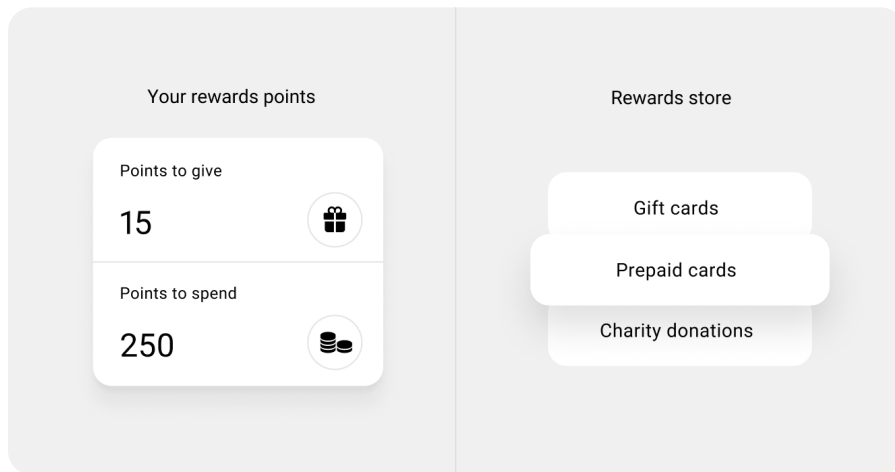 Your rewards points
Points to give
15
Points to spend
250
Rewards store
Gift cards
Prepaid cards
Charity donations